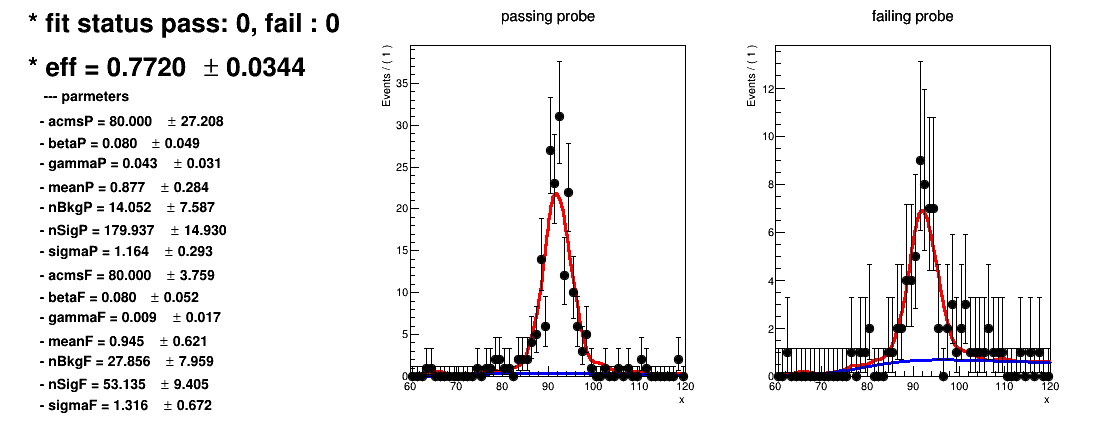 * fit status pass: 0, fail : 0
* eff = 0.7720 ± 0.0344
--- parmeters
- acmsP = 80.000 ± 27.208
- betaP = 0.080 ± 0.049
- gammaP = 0.043 ± 0.031
- meanP = 0.877 ± 0.284
- nBkgP = 14.052 ± 7.587
- nSigP = 179.937 ± 14.930
- sigmaP = 1.164 ± 0.293
- acmsF = 80.000 ± 3.759
- betaF = 0.080 ± 0.052
- gammaF = 0.009 ± 0.017
- meanF = 0.945 ± 0.621
- nBkgF = 27.856 ± 7.959
- nSigF = 53.135 ± 9.405
- sigmaF = 1.316 ± 0.672
passing probe
Events / ( 1 )
35
30
25
20
15
10
5
0
60 70 80 90 100 110 120
x
failing probe
Events / ( 1 )
12
10
8
6
4
2
0
60 70 80 90 100 110 120
x